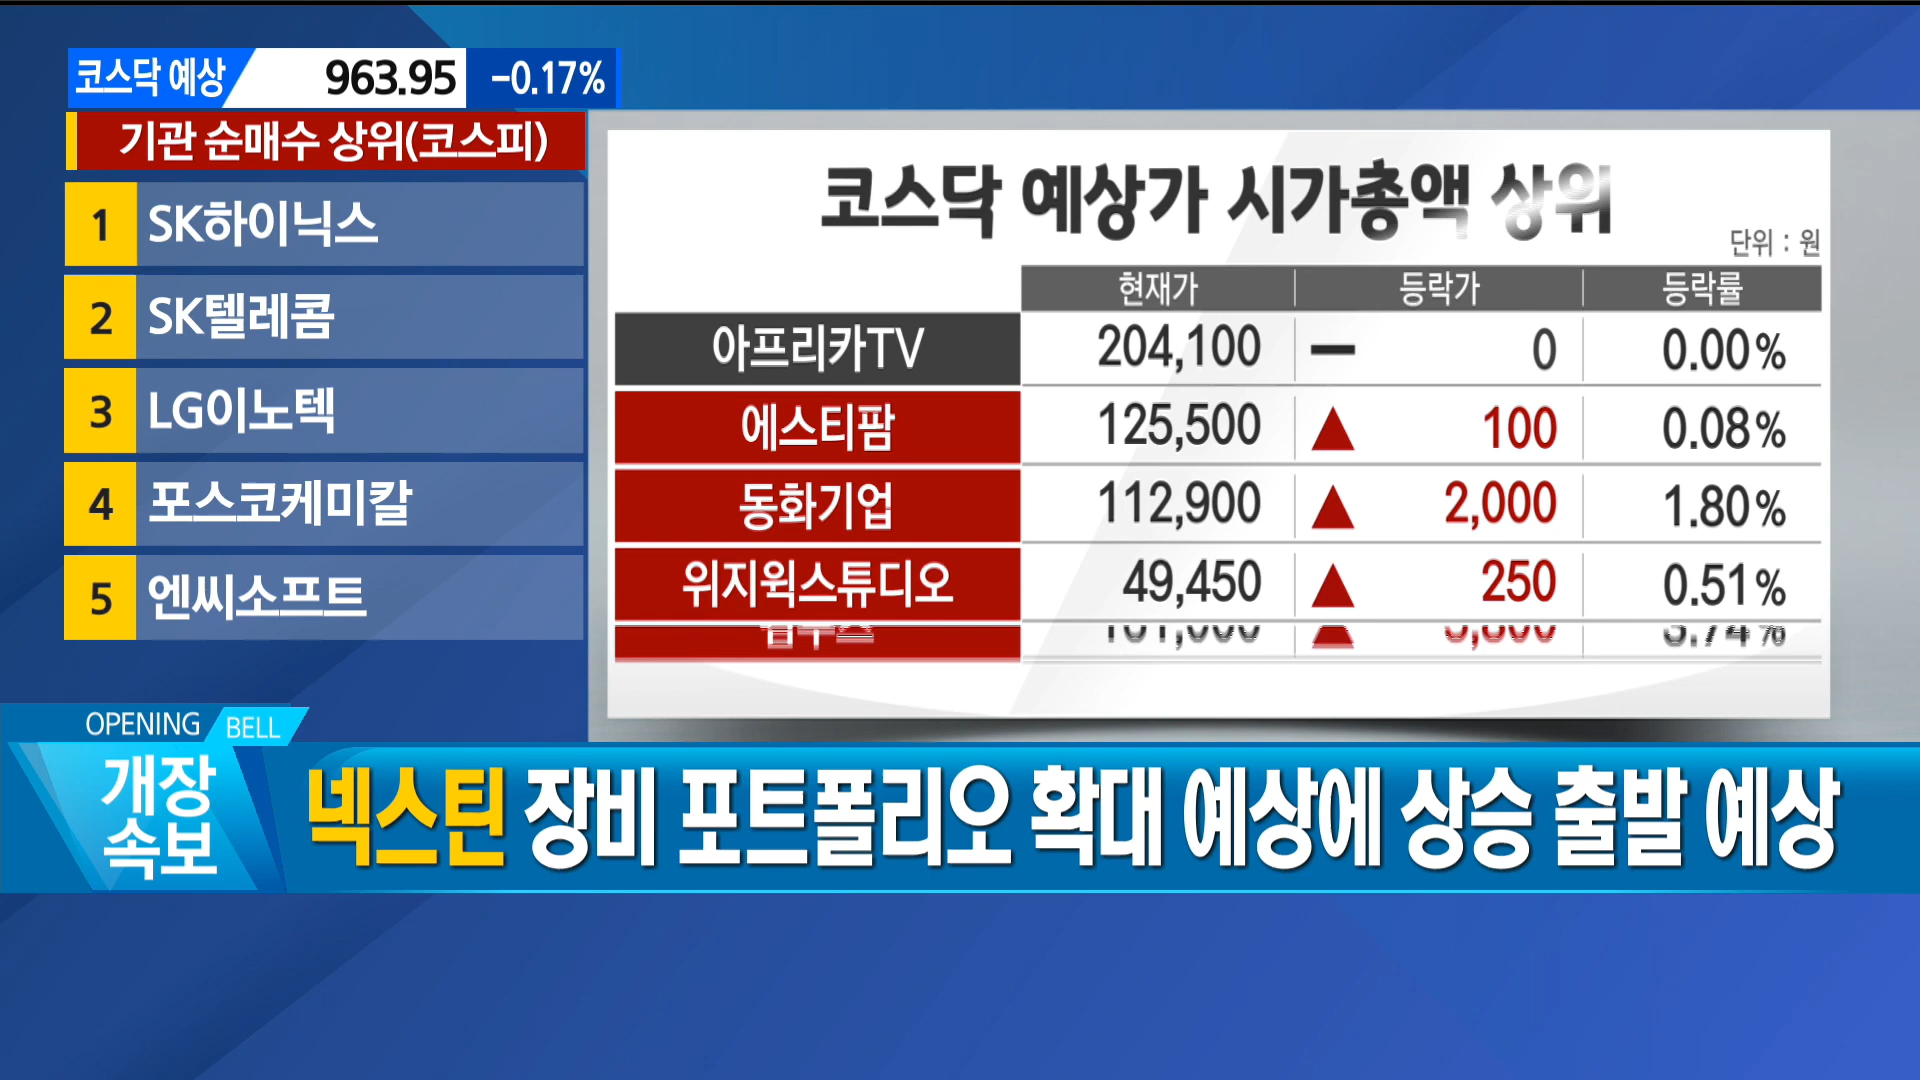 코스닥 예상 963.95 -0.17%
기관 순매수 상위(코스피)
1 SK하이닉스
2 SK텔레콤
3 LG이노텍
4 포스코케미칼
5 엔씨소프트
코스닥 예상가 시가총액 상위
단위 : 원
현재가 등락가 등락률
아프리카TV 204,100 0 0.00%
에스티팜 125,500 ▲ 100 0.08%
동화기업 112,900 ▲ 2,000 1.80%
위지윅스튜디오 49,450 ▲ 250 0.51%
OPENING BELL
개장
속보
넥스틴 장비 포트폴리오 확대 예상에 상승 출발 예상